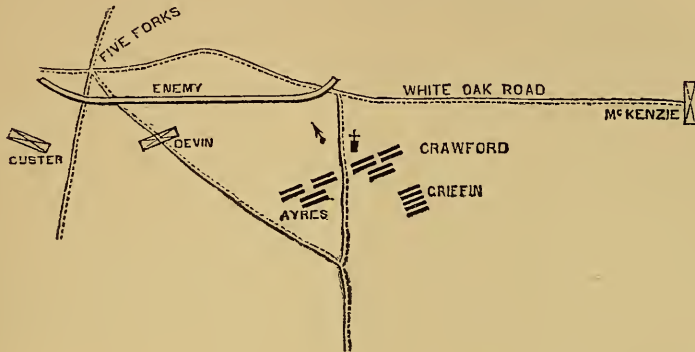 FIVE FORKS
ENEMY
WHITE OAK ROAD
McKENZIE
CUSTER
DEVIN
CRAWFORD
GRIFFIN
AYRES